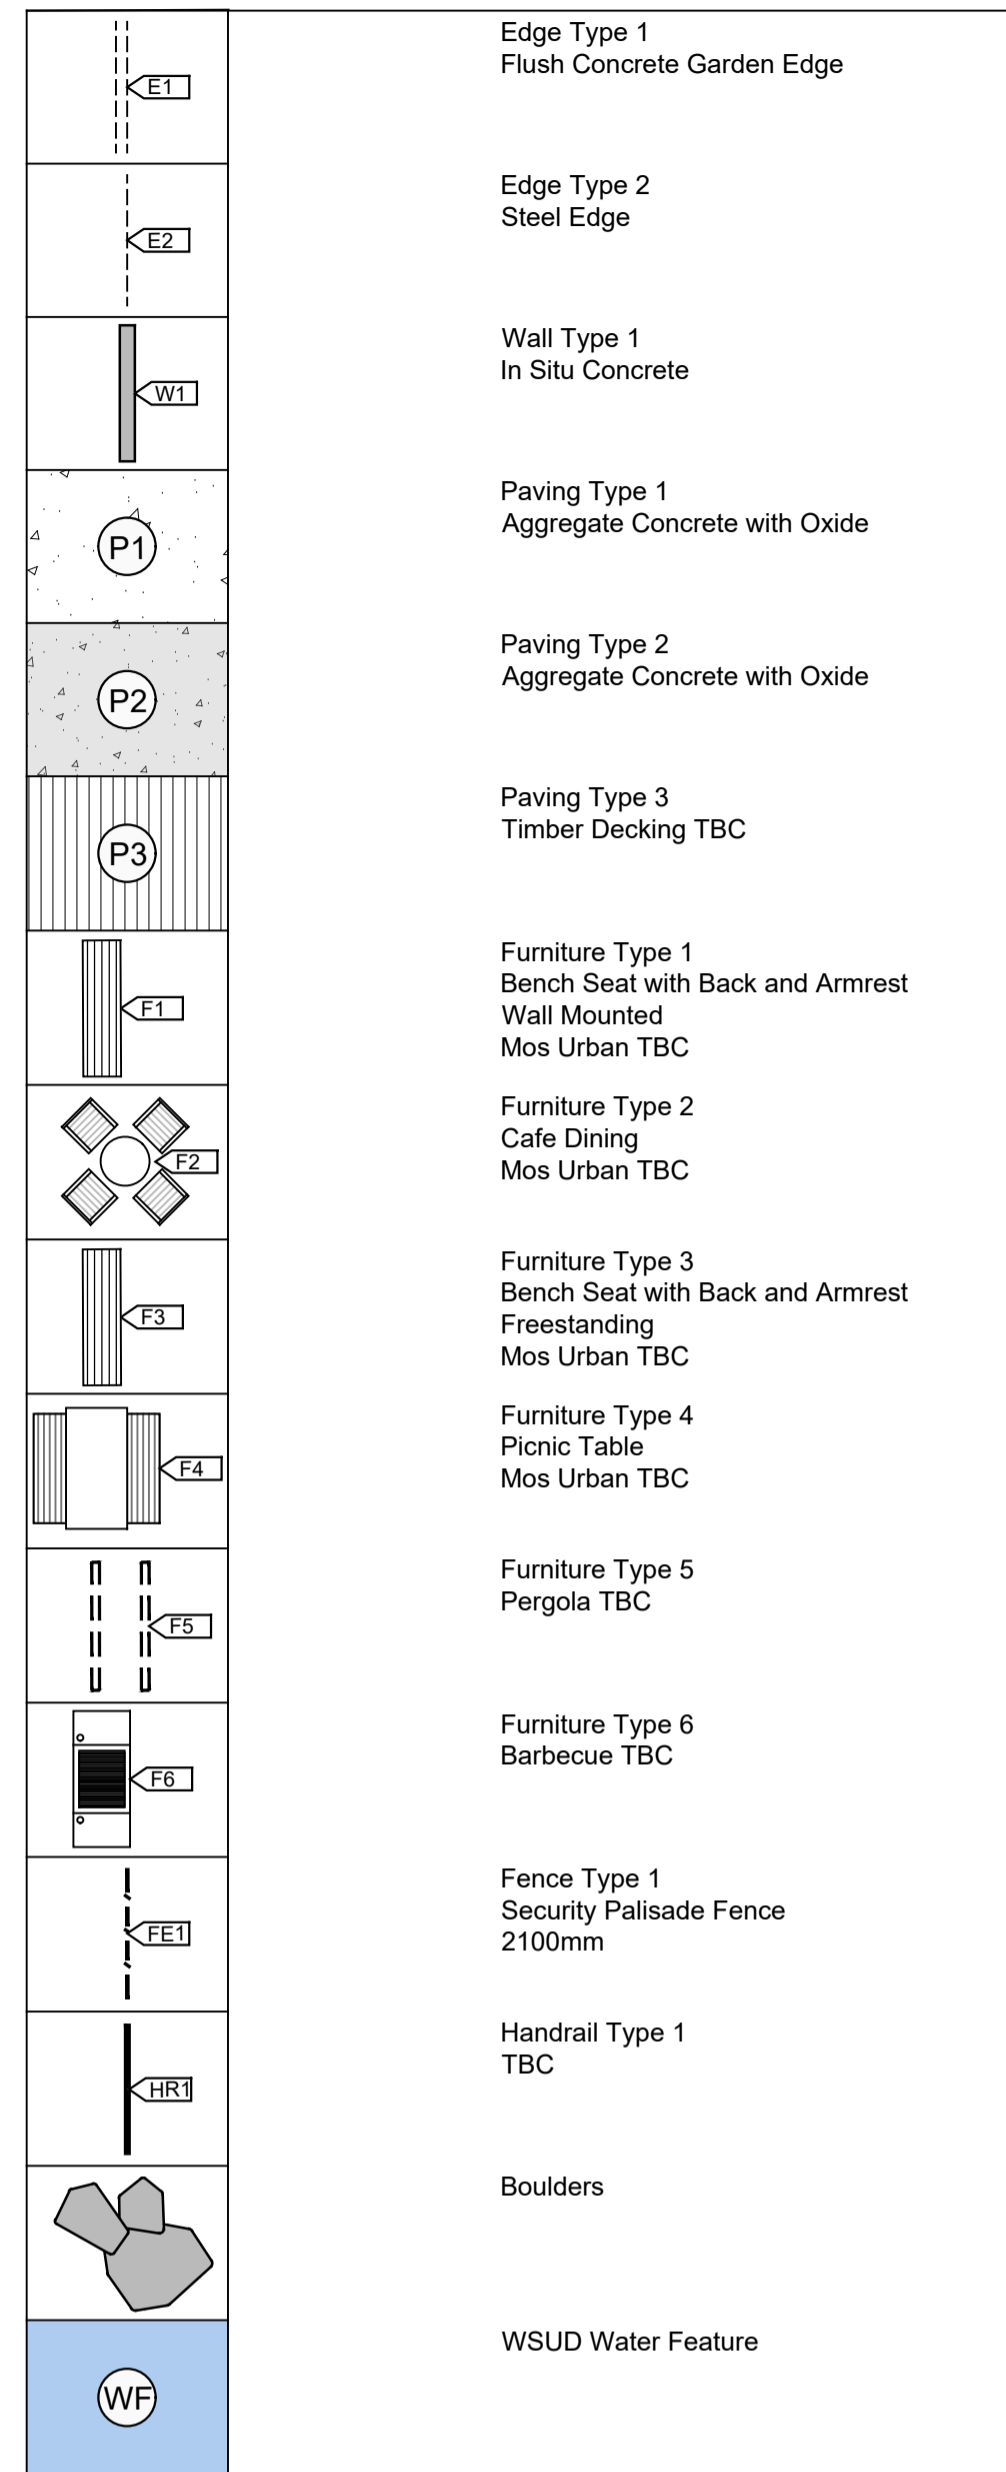 E1
Edge Type 1
Flush Concrete Garden Edge
E2
Edge Type 2
Steel Edge
W1
Wall Type 1
In Situ Concrete
P1
Paving Type 1
Aggregate Concrete with Oxide
P2
Paving Type 2
Aggregate Concrete with Oxide
P3
Paving Type 3
Timber Decking TBC
F1
Furniture Type 1
Bench Seat with Back and Armrest
Wall Mounted
Mos Urban TBC
F2
Furniture Type 2
Cafe Dining
Mos Urban TBC
F3
Furniture Type 3
Bench Seat with Back and Armrest
Freestanding
Mos Urban TBC
F4
Furniture Type 4
Picnic Table
Mos Urban TBC
F5
Furniture Type 5
Pergola TBC
F6
Furniture Type 6
Barbecue TBC
FE1
Fence Type 1
Security Palisade Fence
2100mm
HR1
Handrail Type 1
TBC
Boulders
WF
WSUD Water Feature